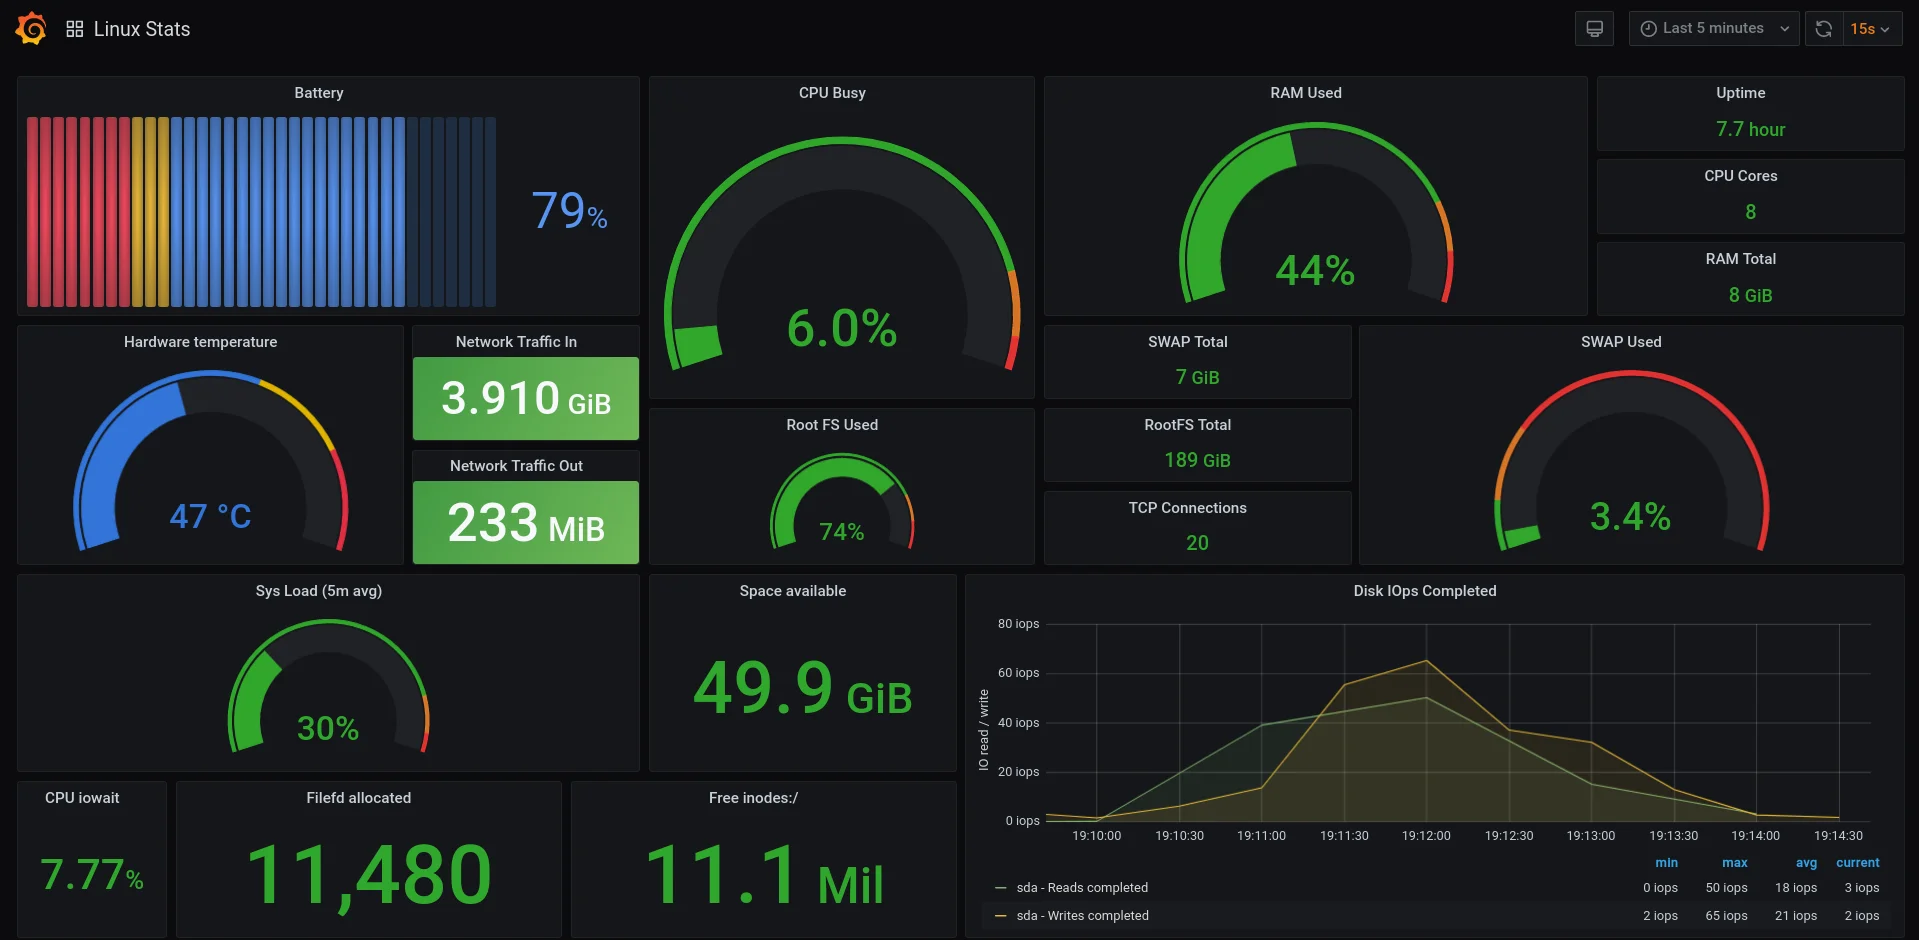 Linux Stats
Last 5 minutes
15s
Battery
79%
CPU Busy
6.0%
RAM Used
44%
Uptime
7.7 hour
CPU Cores
8
RAM Total
8 GiB
Hardware temperature
47 °C
Network Traffic In
3.910 GiB
Network Traffic Out
233 MiB
Root FS Used
74%
SWAP Total
7 GiB
RootFS Total
189 GiB
TCP Connections
20
SWAP Used
3.4%
Sys Load (5m avg)
30%
Space available
49.9 GiB
Disk IOps Completed
IO read / write
80 iops
60 iops
40 iops
20 iops
0 iops
19:10:00 19:10:30 19:11:00 19:11:30 19:12:00 19:12:30 19:13:00 19:13:30 19:14:00 19:14:30
min max avg current
sda - Reads completed 0 iops 50 iops 18 iops 3 iops
sda - Writes completed 2 iops 65 iops 21 iops 2 iops
CPU iowait
7.77%
Filefd allocated
11,480
Free inodes:/
11.1 Mil